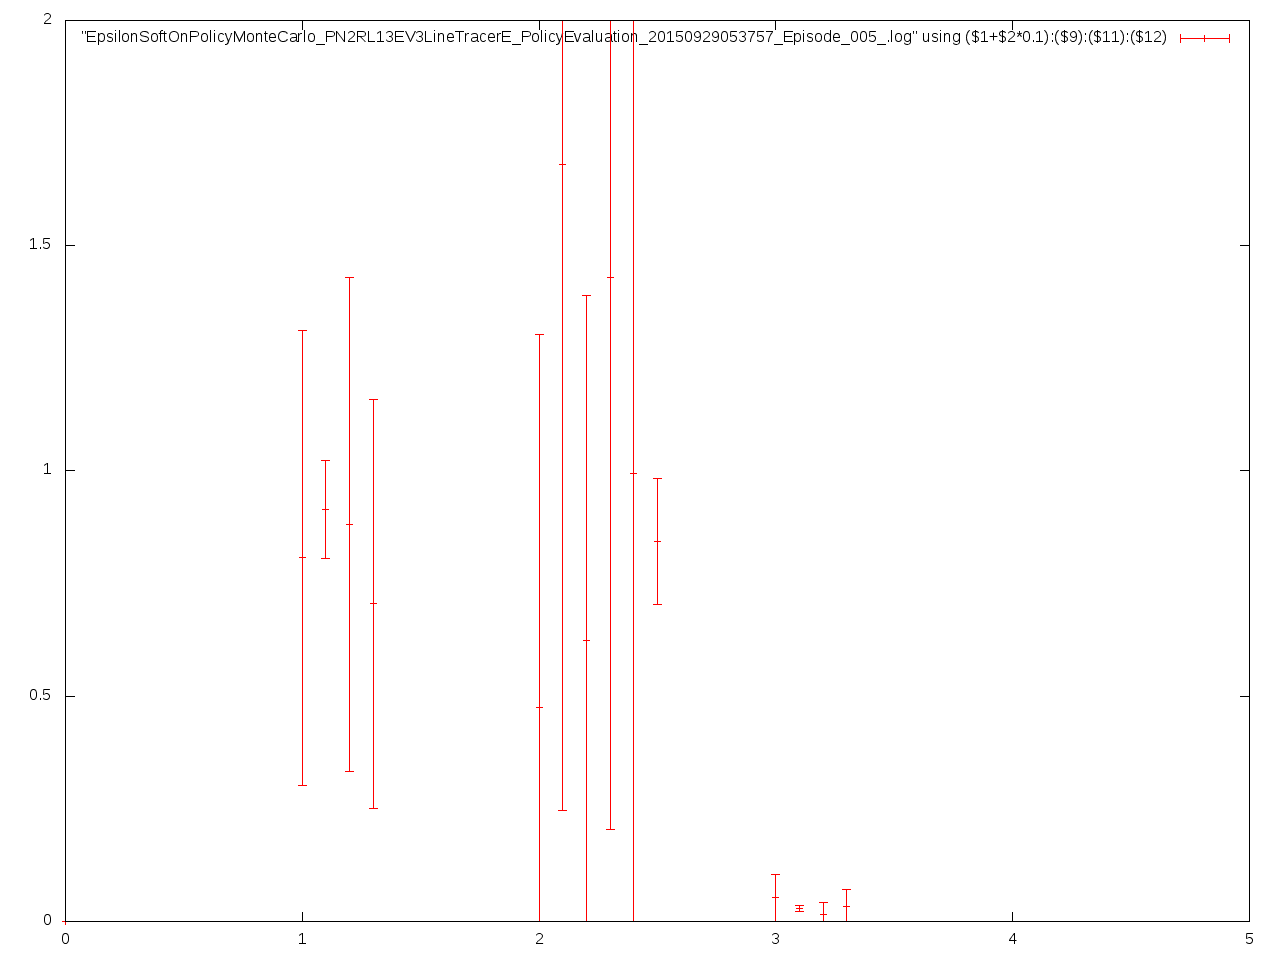 2
"EpsilonSoftOnPolicyMonteCarlo_PN2RL13EV3LineTracerE_PolicyEvaluation_20150929053757_Episode_005_.log" using ($1+$2*0.1):($9):($11):($12)
1.5
1
0.5
0
0 1 2 3 4 5